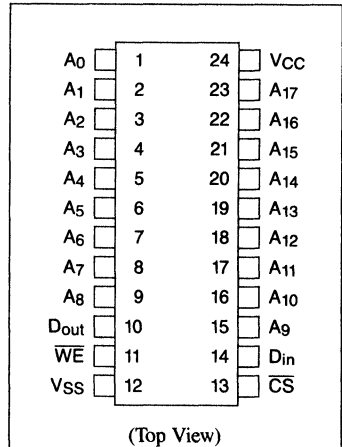 A0 1 24 VCC
A1 2 23 A17
A2 3 22 A16
A3 4 21 A15
A4 5 20 A14
A5 6 19 A13
A6 7 18 A12
A7 8 17 A11
A8 9 16 A10
Dout 10 15 A9
W̅E̅ 11 14 Din
VSS 12 13 C̅S̅
(Top View)